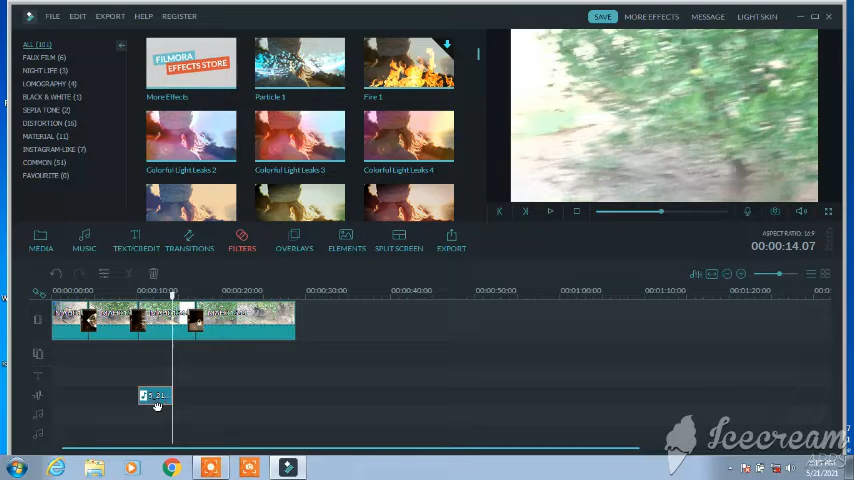 FILE EDIT EXPORT HELP REGISTER SAVE MORE EFFECTS MESSAGE LIGHT SKIN
ALL (101)
FAUX FILM (6)
NIGHT LIFE (3)
LOMOGRAPHY (4)
BLACK & WHITE (1)
SEPIA TONE (2)
DISTORTION (16)
MATERIAL (11)
INSTAGRAM-LIKE (7)
COMMON (51)
FAVOURITE (0)
FILMORA
EFFECTS STORE
More Effects Particle 1 Fire 1
Colorful Light Leaks 2 Colorful Light Leaks 3 Colorful Light Leaks 4
MEDIA MUSIC TEXT/CREDIT TRANSITIONS FILTERS OVERLAYS ELEMENTS SPLIT SCREEN EXPORT
ASPECT RATIO: 16:9
00:00:14.07
00:00:00:00 00:00:10:00 00:00:20:00 00:00:30:00 00:00:40:00 00:00:50:00 00:01:00:00 00:01:10:00 00:01:20:00
5_21...
Icecream
APPS
5/21/2021